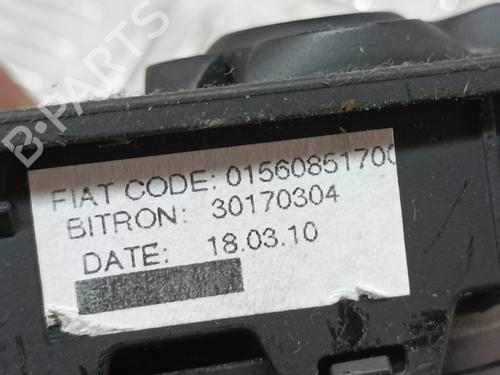 B-PARTS
FIAT CODE: 01560851700
BITRON: 30170304
DATE: 18.03.10